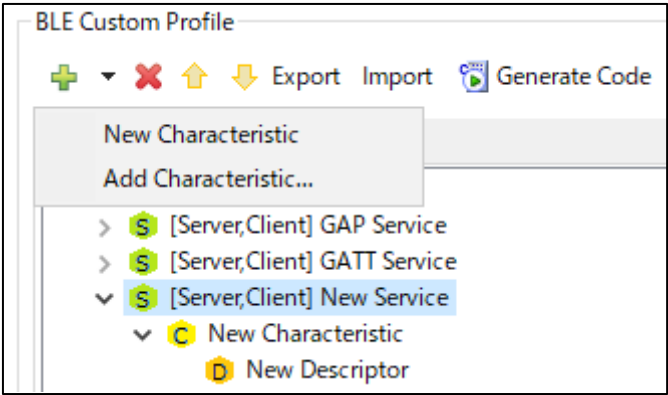 BLE Custom Profile
Export Import Generate Code
New Characteristic
Add Characteristic...
S [Server,Client] GAP Service
S [Server,Client] GATT Service
S [Server,Client] New Service
C New Characteristic
D New Descriptor